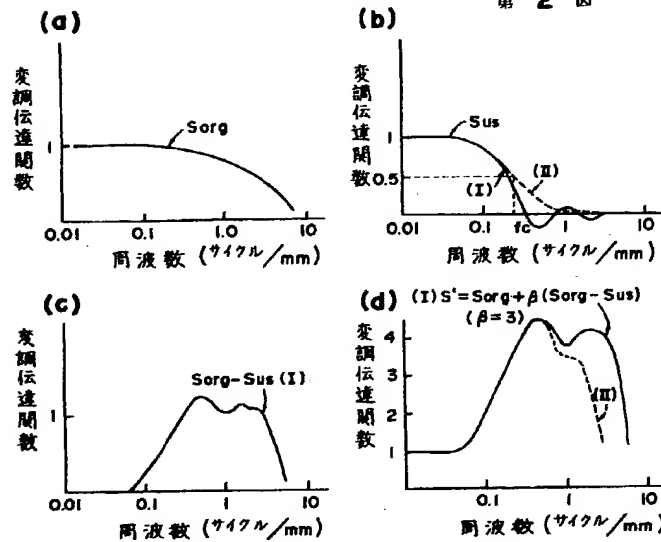 第 2 図
(a)
変調伝達関数
1
Sorg
0.01 0.1 1.0 10
周波数 (サイクル/mm)
(b)
変調伝達関数
1
0.5
Sus
(I)
(II)
fc
0.01 0.1 1.0 10
周波数 (サイクル/mm)
(c)
変調伝達関数
1
Sorg-Sus (I)
0.01 0.1 1.0 10
周波数 (サイクル/mm)
(d)
(I) S'=Sorg+β(Sorg-Sus)
(β=3)
変調伝達関数
4
3
2
1
(II)
0.1 1 10
周波数 (サイクル/mm)